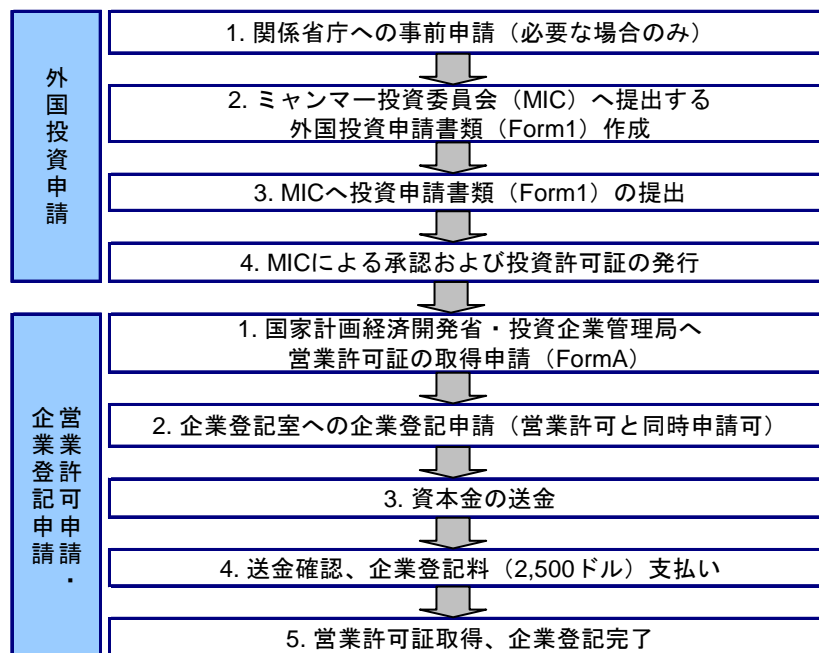 外国投資申請
1. 関係省庁への事前申請（必要な場合のみ）
2. ミャンマー投資委員会（MIC）へ提出する
外国投資申請書類（Form1）作成
3. MICへ投資申請書類（Form1）の提出
4. MICによる承認および投資許可証の発行
営業許可申請・
企業登記申請
1. 国家計画経済開発省・投資企業管理局へ
営業許可証の取得申請（FormA）
2. 企業登記室への企業登記申請（営業許可と同時申請可）
3. 資本金の送金
4. 送金確認、企業登記料（2,500ドル）支払い
5. 営業許可証取得、企業登記完了